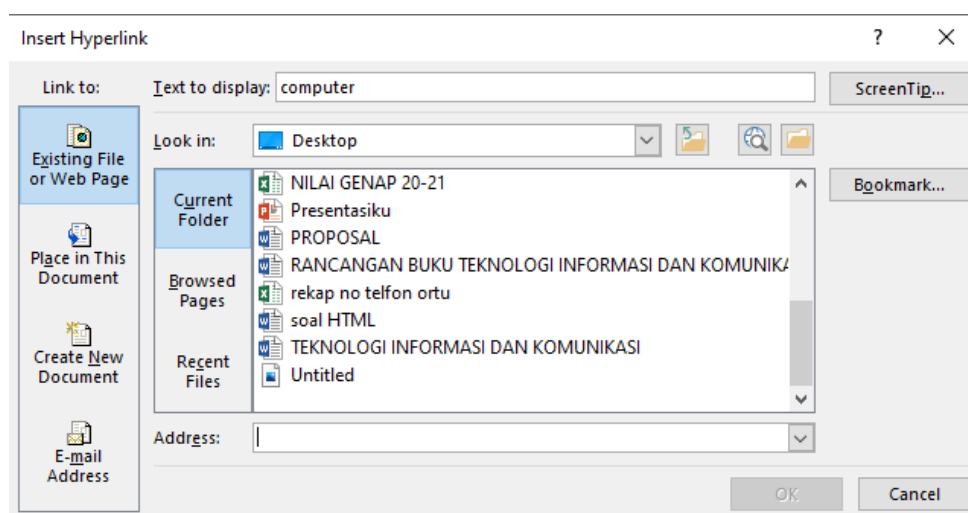 Insert Hyperlink
?
Link to:
Text to display: computer
ScreenTip...
Existing File
or Web Page
Look in:
Desktop
Current
Folder
NILAI GENAP 20-21
Presentasiku
PROPOSAL
RANCANGAN BUKU TEKNOLOGI INFORMASI DAN
rekap no telfon ortu
soal HTML
TEKNOLOGI INFORMASI DAN KOMUNIKASI
Untitled
Bookmark...
Place in This
Document
Browsed
Pages
Create New
Document
Recent
Files
E-mail
Address
Address:
OK
Cancel